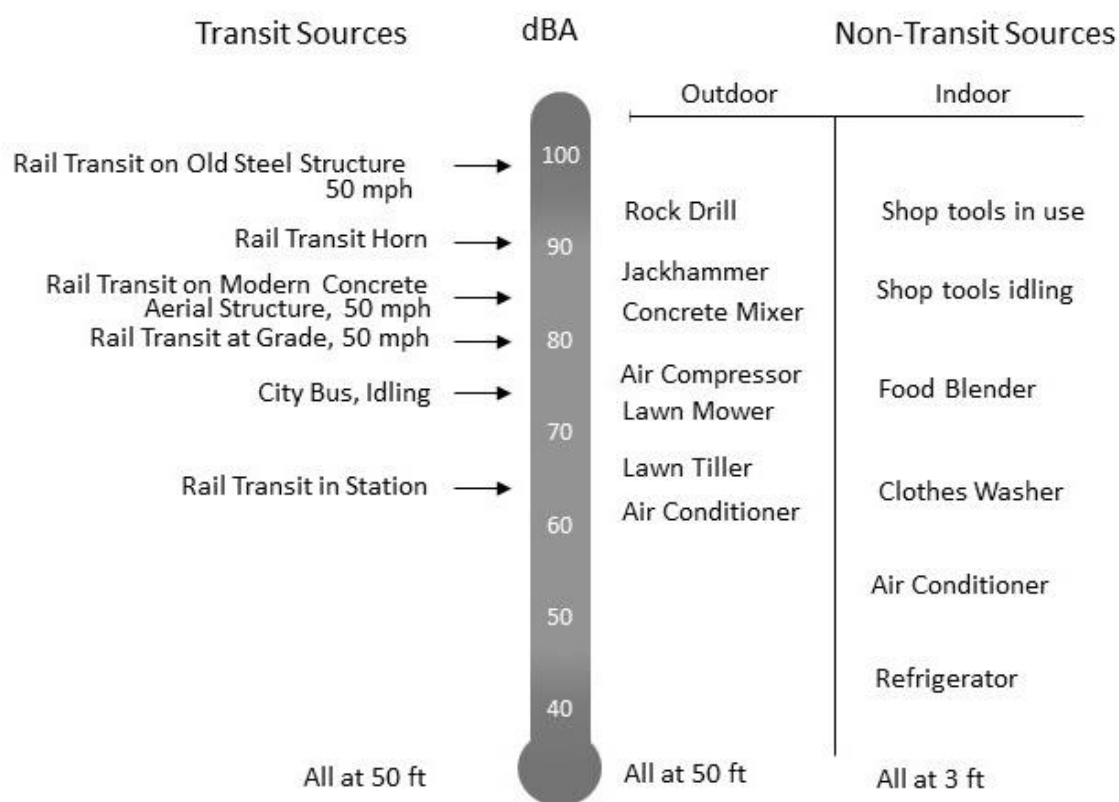 Transit Sources
dBA
Non-Transit Sources
Outdoor
Indoor
Rail Transit on Old Steel Structure
50 mph
Rail Transit Horn
Rail Transit on Modern Concrete
Aerial Structure, 50 mph
Rail Transit at Grade, 50 mph
City Bus, Idling
Rail Transit in Station
All at 50 ft
100
90
80
70
60
50
40
Rock Drill
Jackhammer
Concrete Mixer
Air Compressor
Lawn Mower
Lawn Tiller
Air Conditioner
All at 50 ft
Shop tools in use
Shop tools idling
Food Blender
Clothes Washer
Air Conditioner
Refrigerator
All at 3 ft